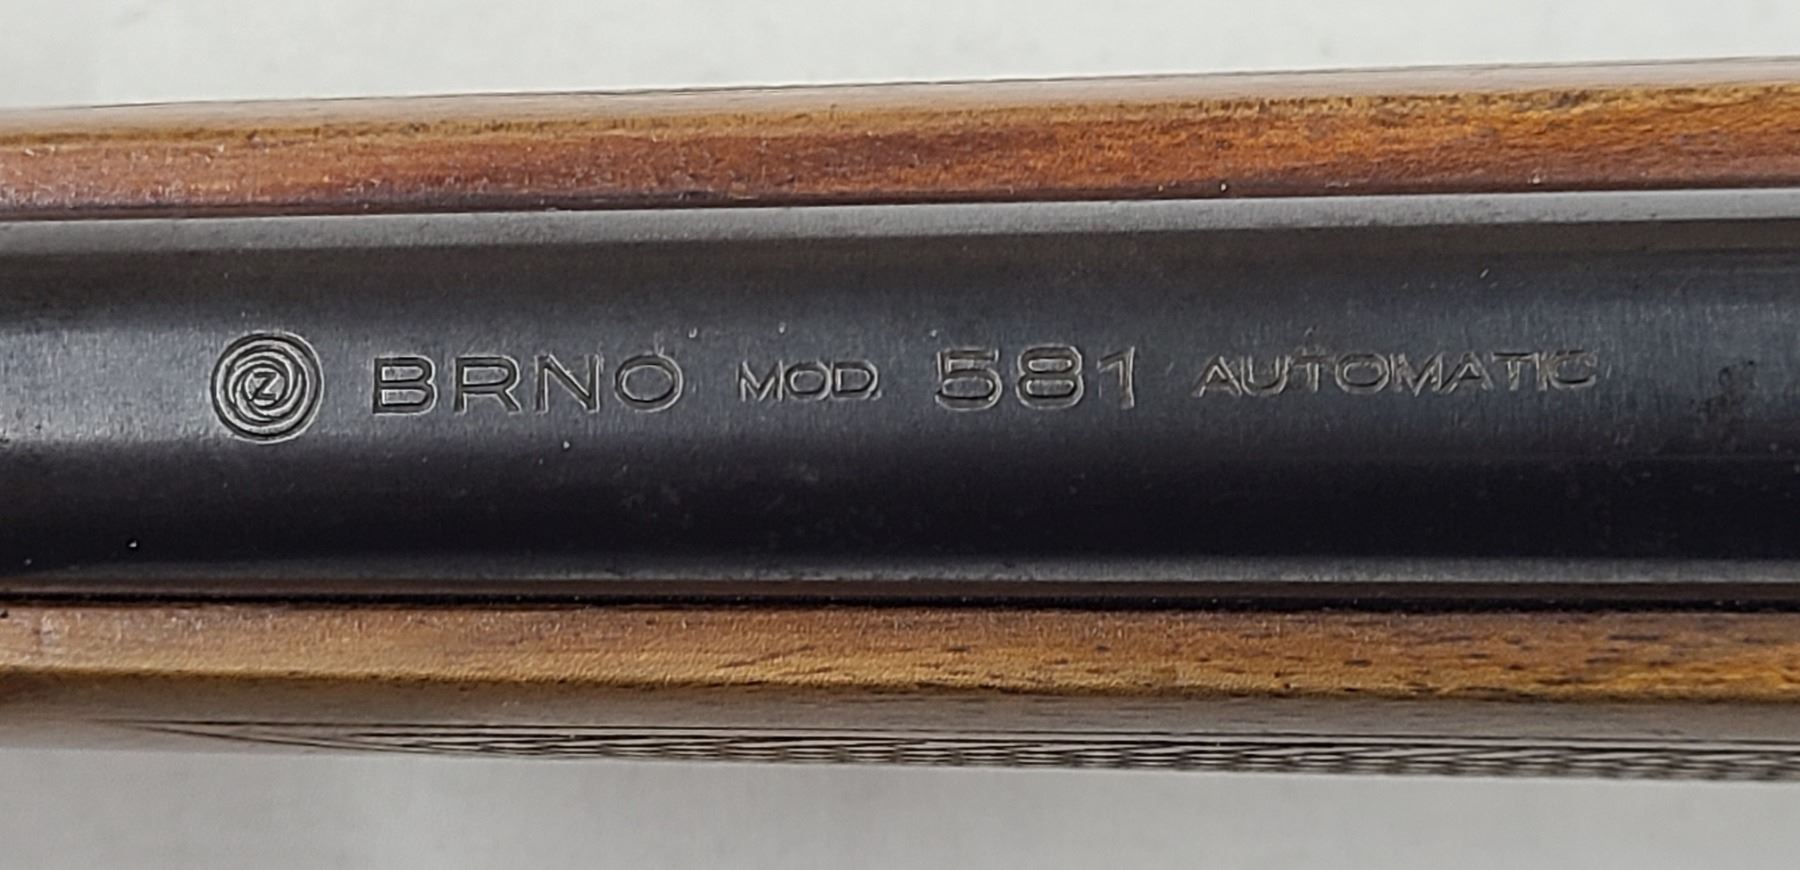 Z BRNO MOD. 581 AUTOMATIC